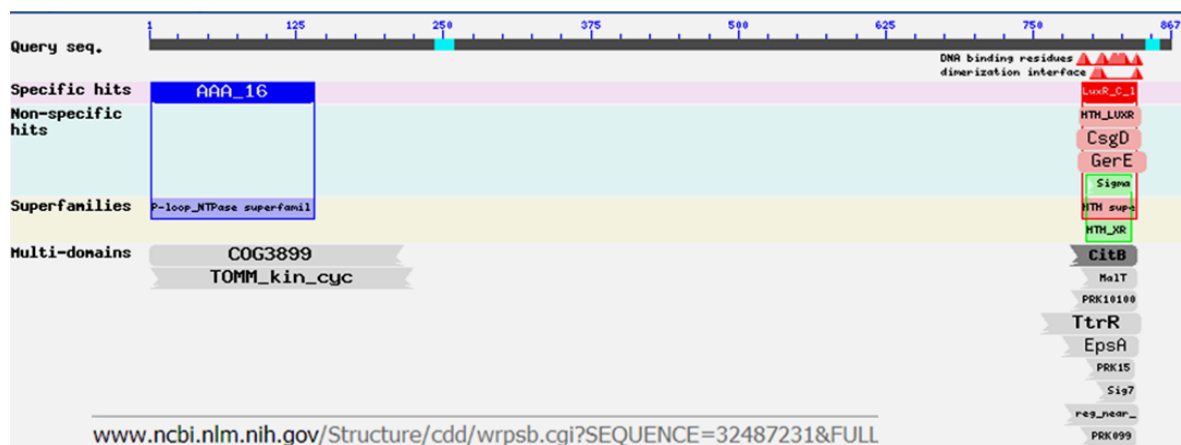 1 125 250 375 500 625 750 867
Query seq.
DNA binding residues
dimerization interface
Specific hits AAA_16 LuxR_C_1
Non-specific hits HTH_LUXR
CsgD
GerE
Sigma
Superfamilies P-loop_NTPase superfamil HTH supe
HTH_XR
Multi-domains COG3899 CitB
TOMM_kin_cyc MalT
PRK10100
TtrR
EpsA
PRK15
Sig7
reg_near_
www.ncbi.nlm.nih.gov/Structure/cdd/wrpsb.cgi?SEQUENCE=32487231&FULL PRK099